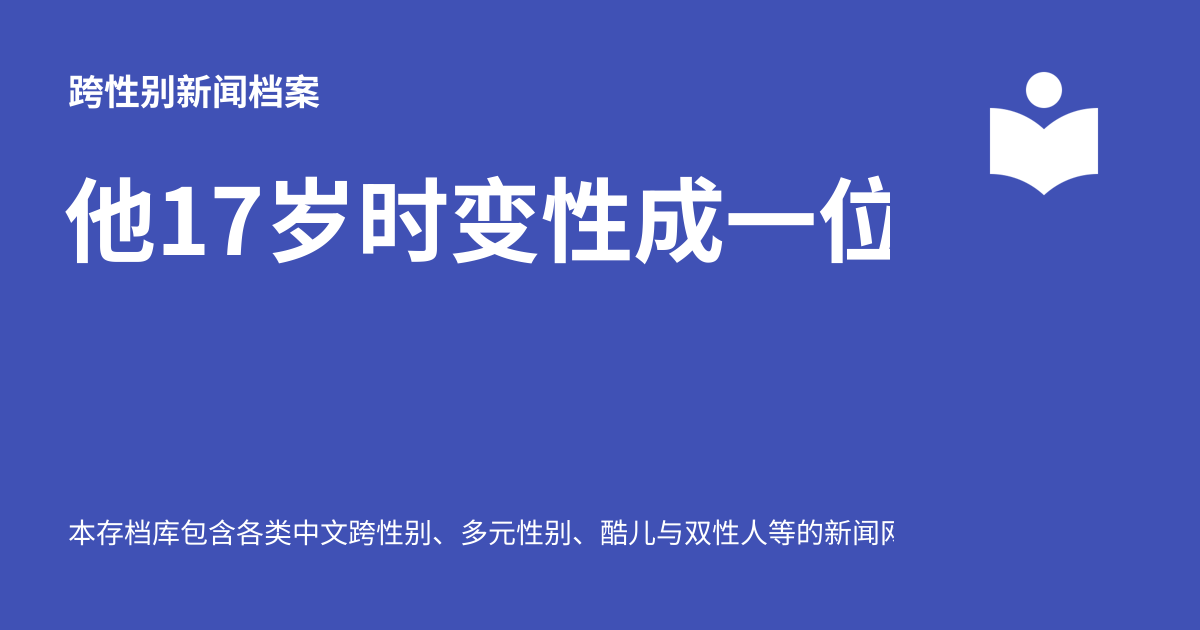 跨性别新闻档案
他17岁时变性成一位
本存档库包含各类中文跨性别、多元性别、酷儿与双性人等的新闻网